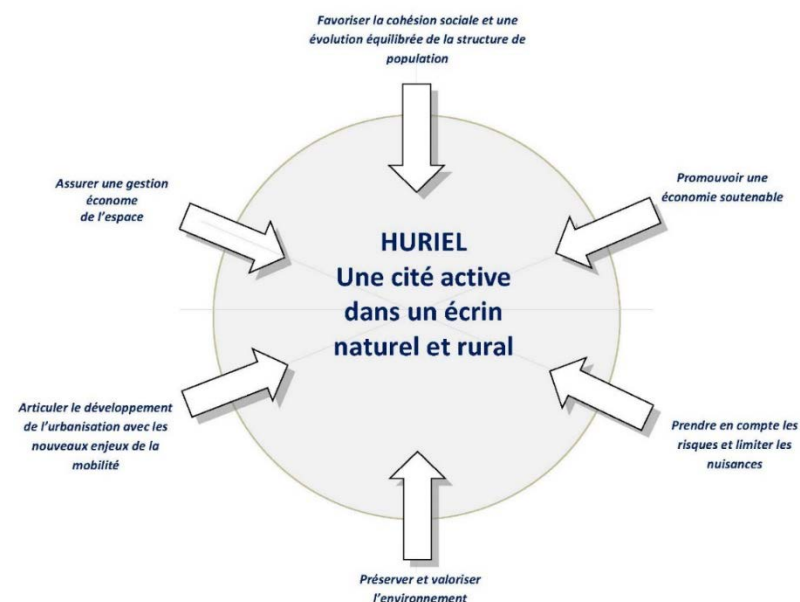 Favoriser la cohésion sociale et une
évolution équilibrée de la structure de
population
Assurer une gestion
économe
de l'espace
Promouvoir une
économie soutenable
HURIEL
Une cité active
dans un écrin
naturel et rural
Articuler le développement
de l'urbanisation avec les
nouveaux enjeux de la
mobilité
Prendre en compte les
risques et limiter les
nuisances
Préserver et valoriser
l'environnement